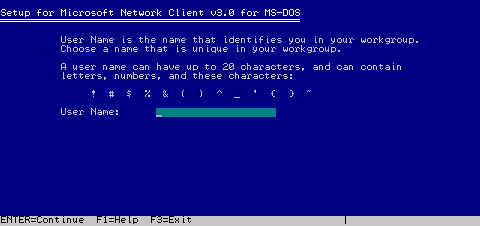 Setup for Microsoft Network Client v3.0 for MS-DOS
User Name is the name that identifies you in your workgroup.
Choose a name that is unique in your workgroup.
A user name can have up to 20 characters, and can contain
letters, numbers, and these characters:
! # $ % & ( ) ^ _ ' { } ~
User Name:
ENTER=Continue F1=Help F3=Exit